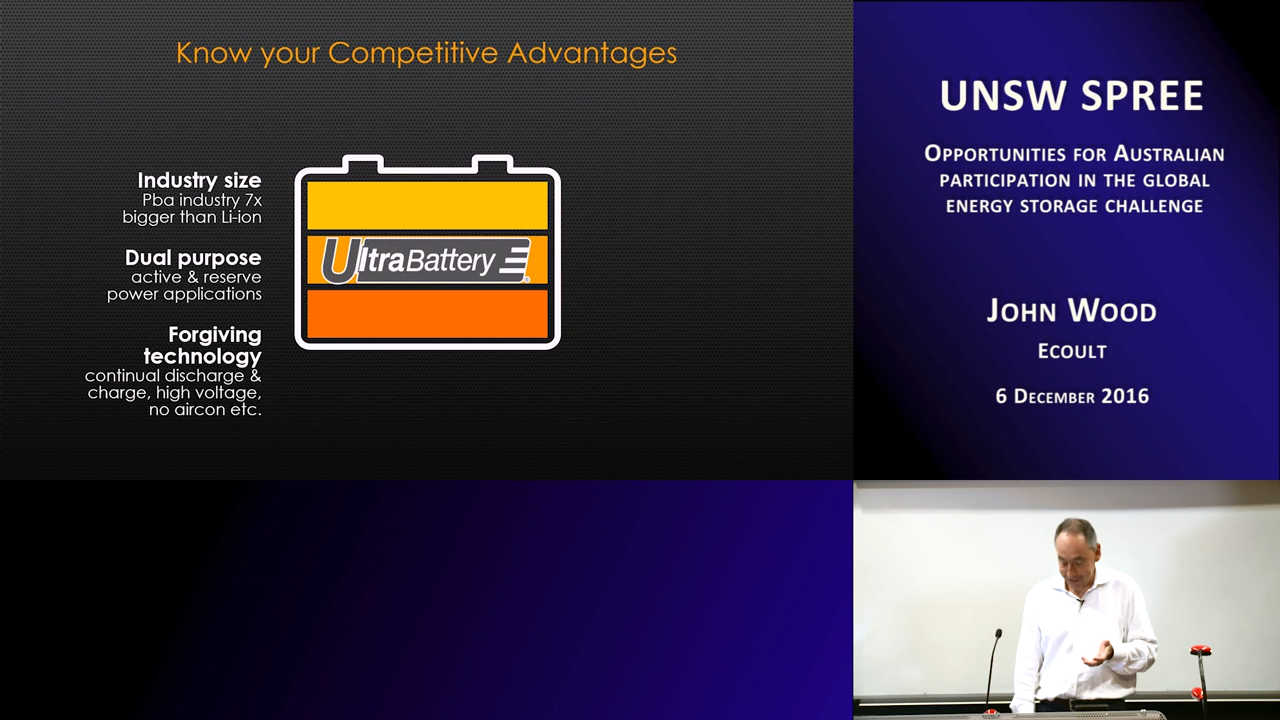 Know your Competitive Advantages
Industry size
Pba industry 7x
bigger than Li-ion
Dual purpose
active & reserve
power applications
Forgiving
technology
continual discharge &
charge, high voltage,
no aircon etc.
UltraBattery
UNSW SPREE
Opportunities for Australian
participation in the global
energy storage challenge
John Wood
Ecoult
6 December 2016